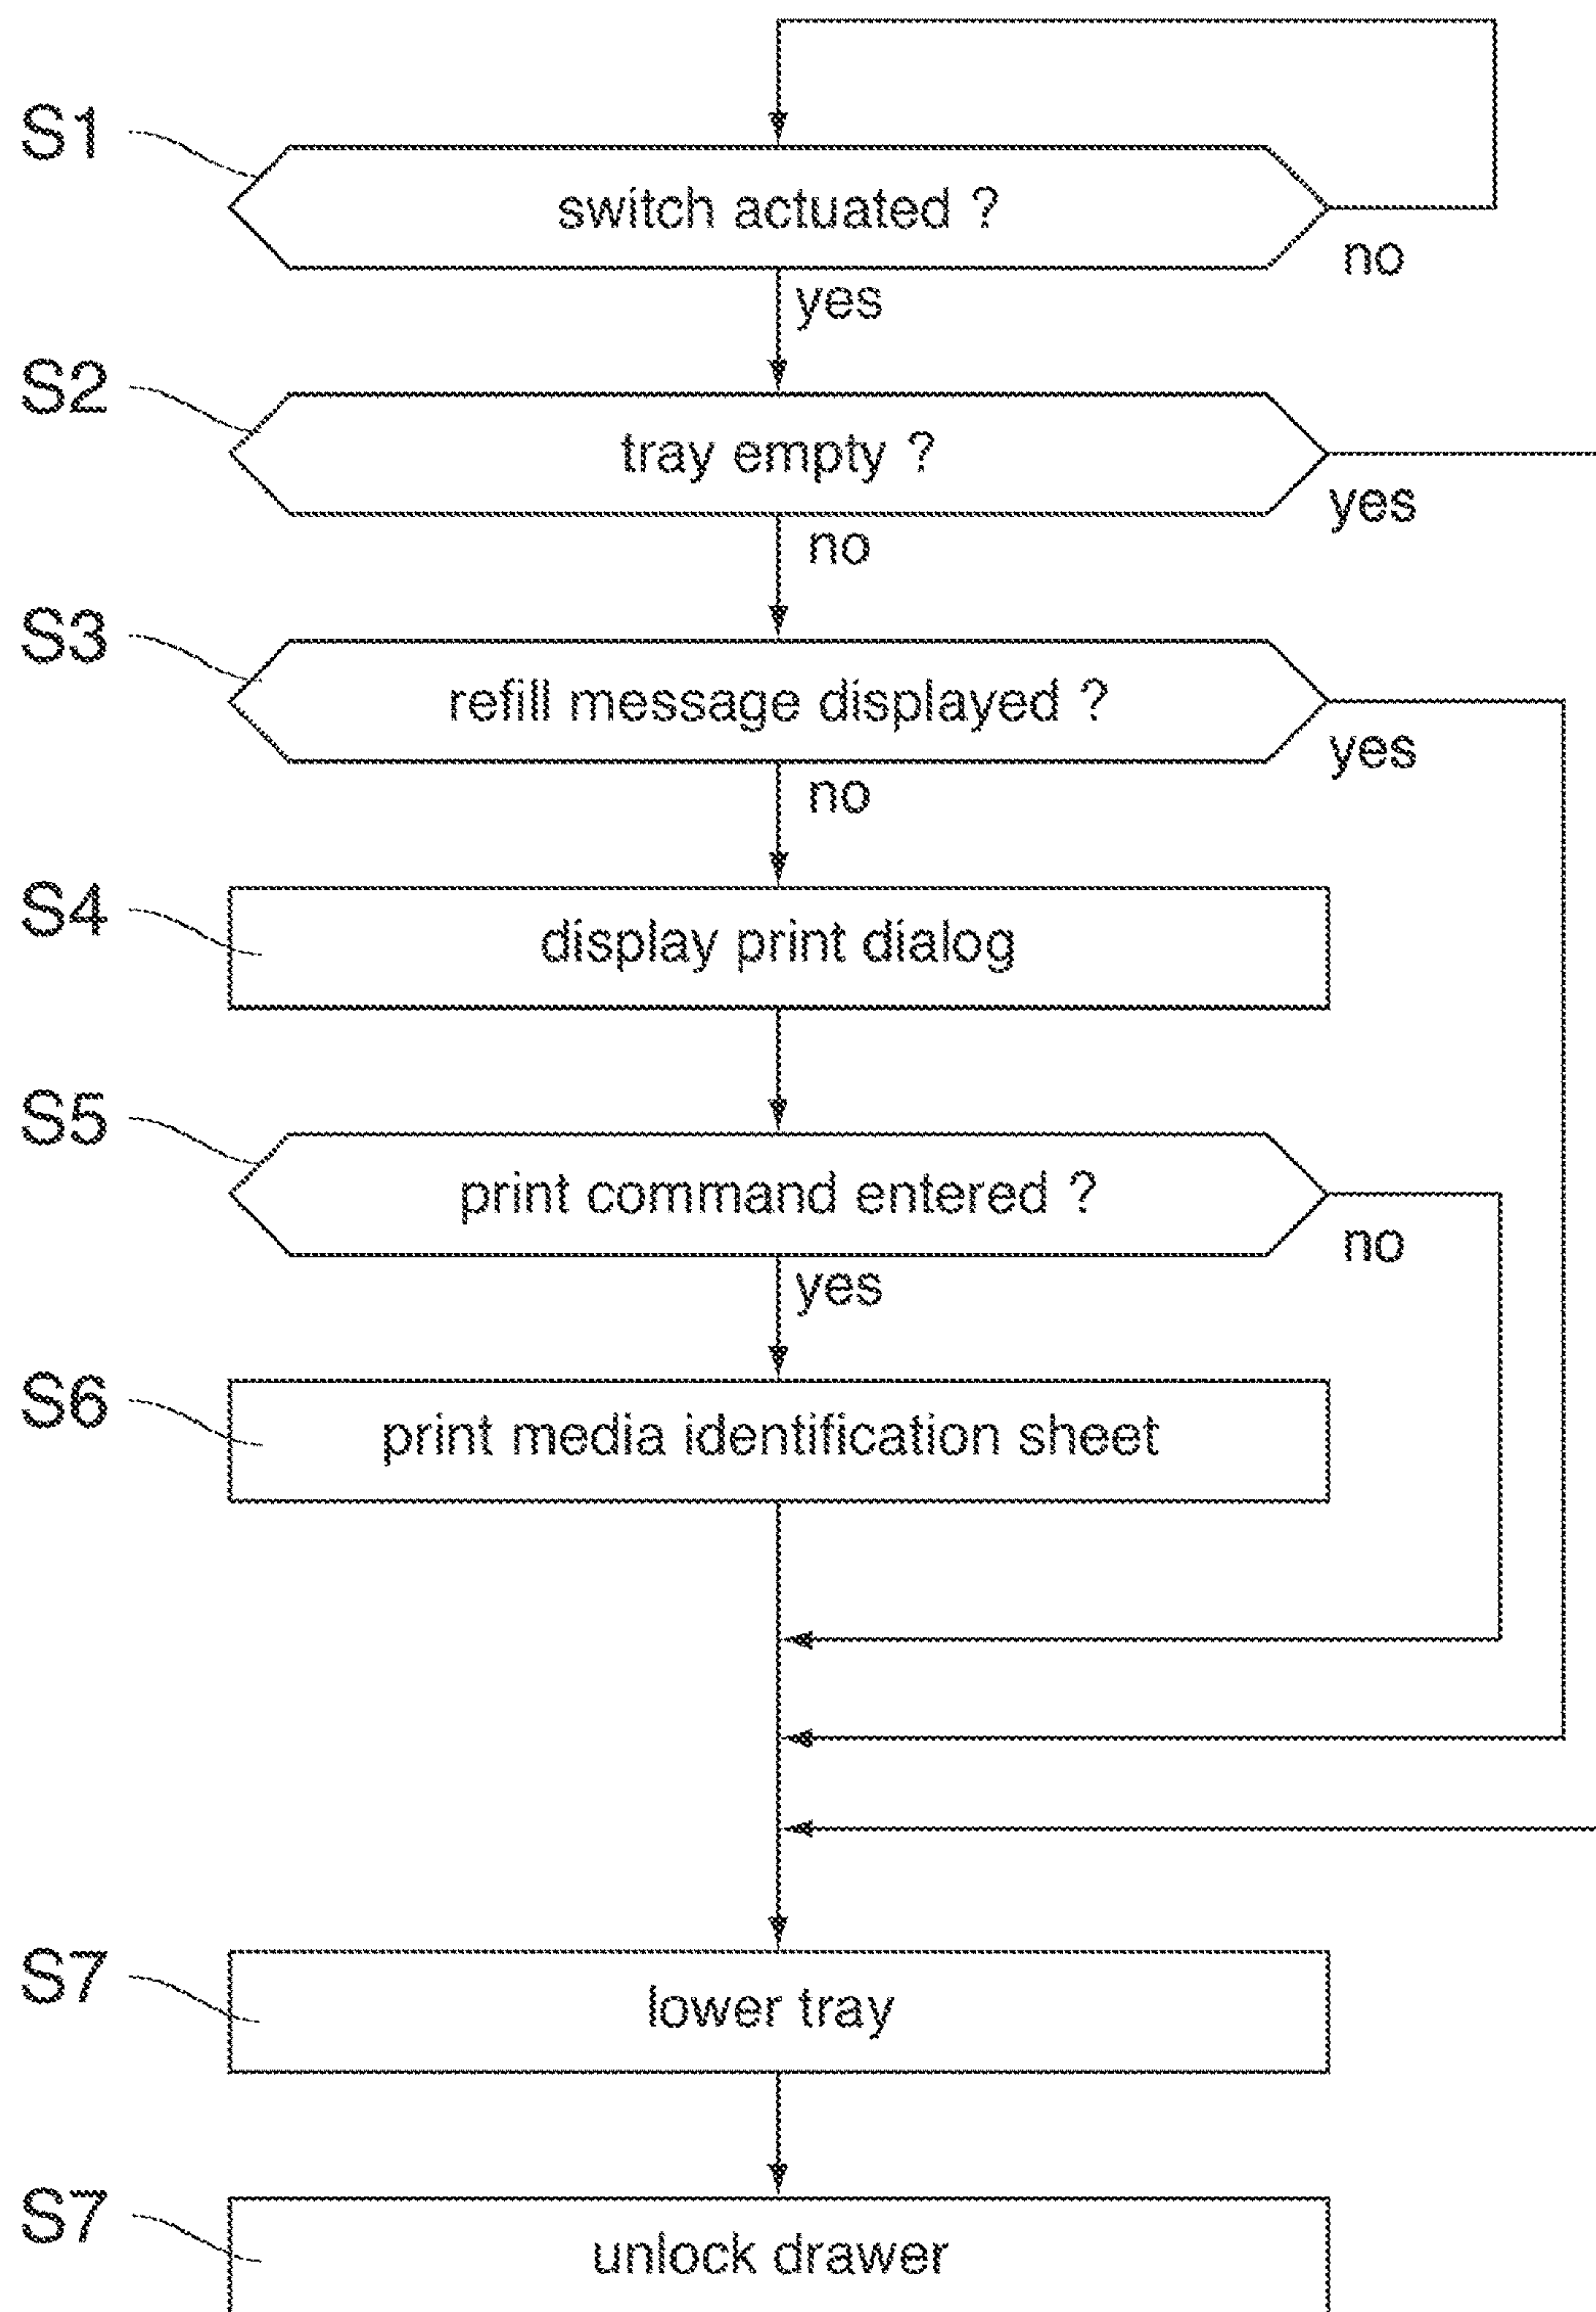 S1
switch actuated ?
no
yes
S2
tray empty ?
yes
no
S3
refill message displayed ?
yes
no
S4
display print dialog
S5
print command entered ?
no
yes
S6
print media identification sheet
S7
lower tray
S7
unlock drawer